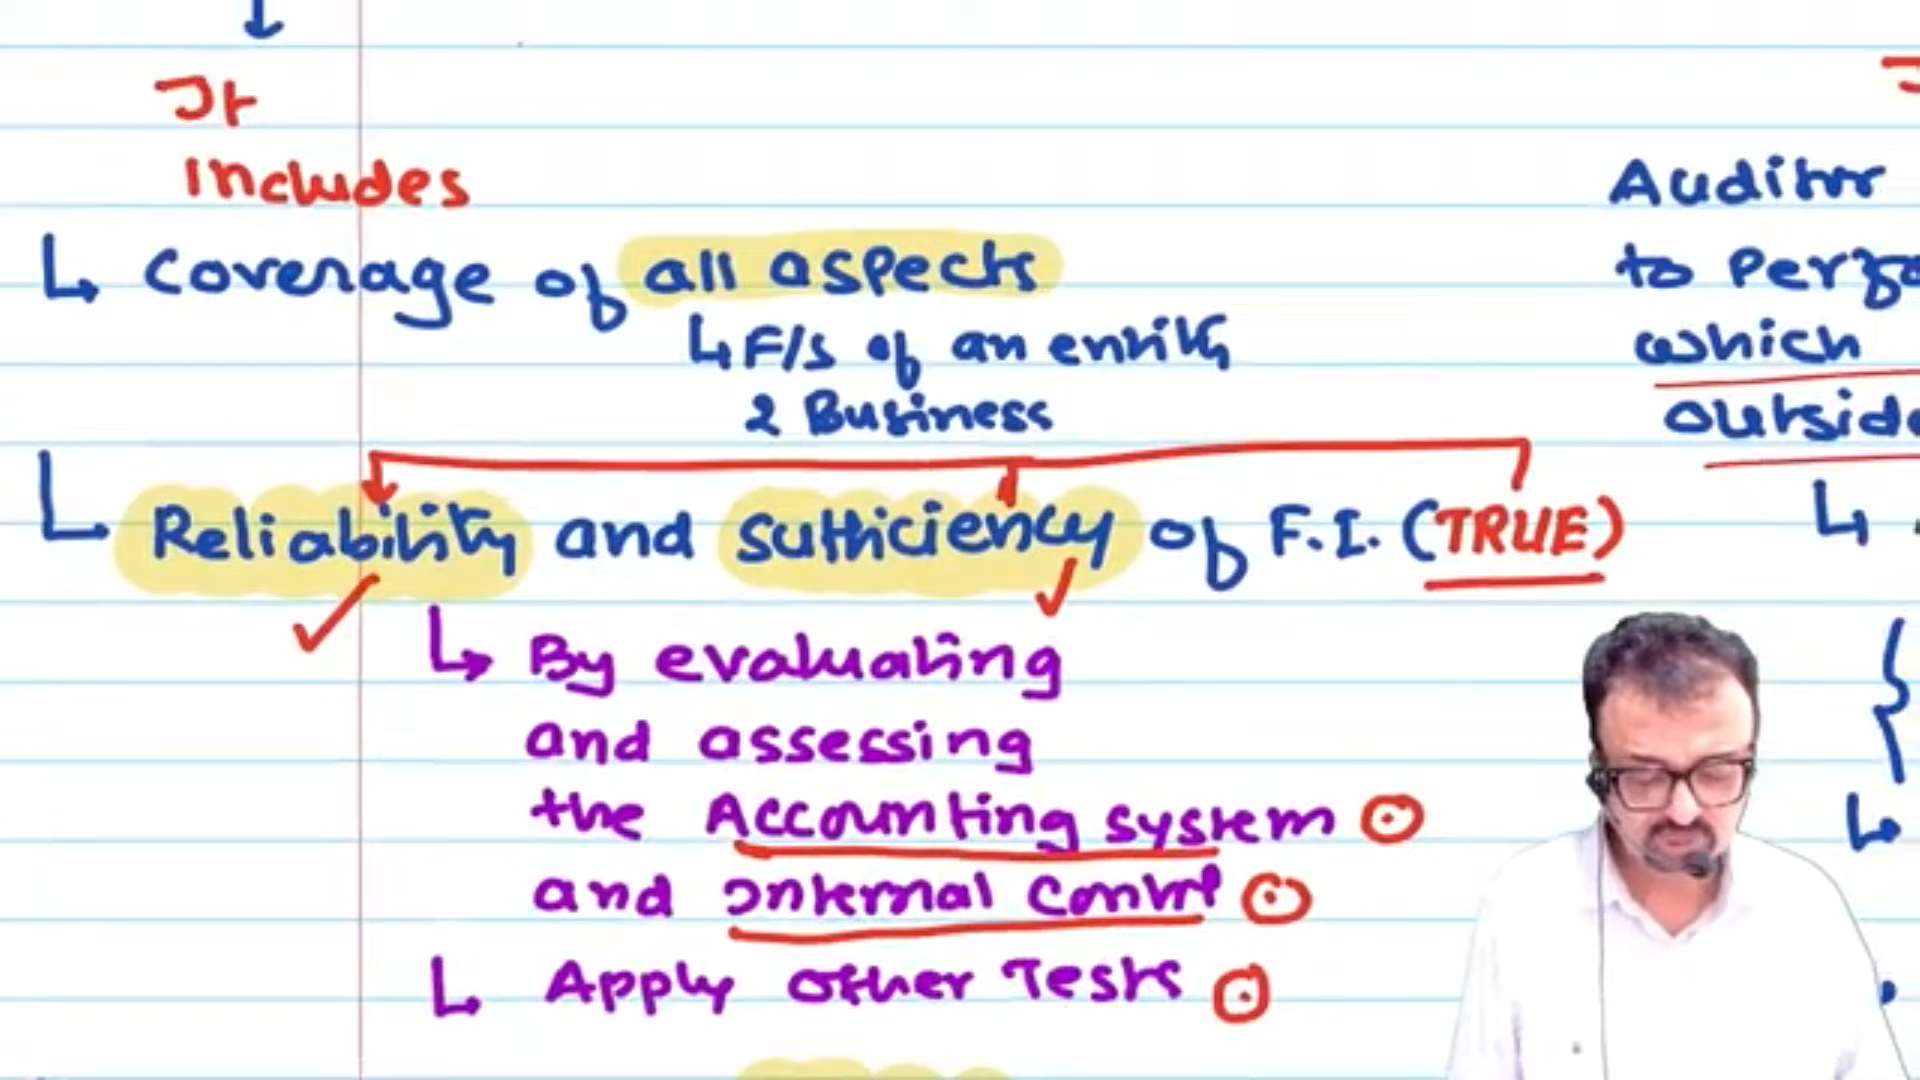 It
includes
↳ Coverage of all aspects
↳ F/s of an entity
& Business
↳ Reliability and sufficiency of F.I. (TRUE)
↳ By evaluating
and assessing
the Accounting system
and Internal Control
↳ Apply other Tests
Auditor
to Perfo
which
outside